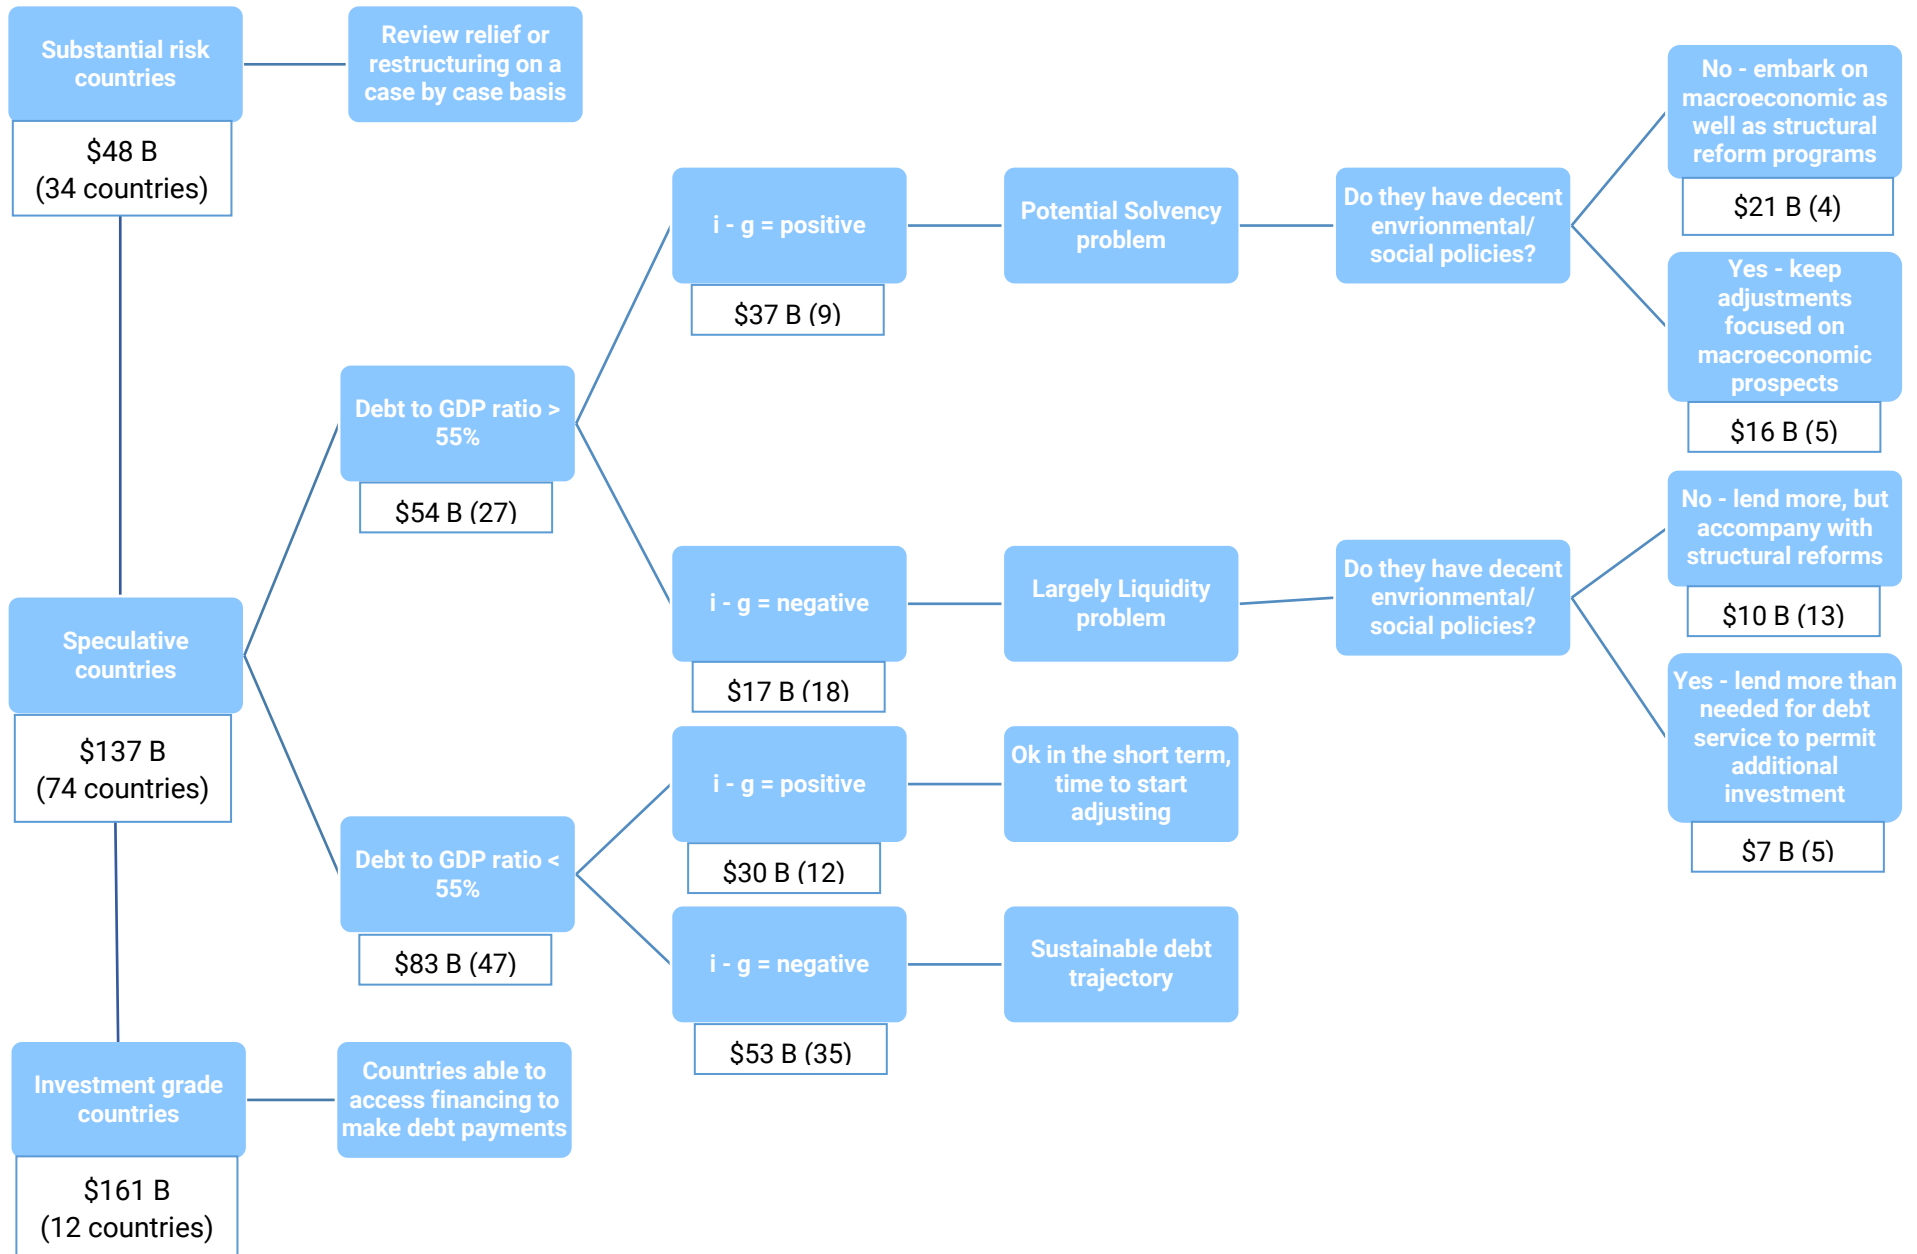 Substantial risk
countries
$48 B
(34 countries)
Review relief or
restructuring on a
case by case basis
Speculative
countries
$137 B
(74 countries)
Investment grade
countries
$161 B
(12 countries)
Countries able to
access financing to
make debt payments
Debt to GDP ratio >
55%
$54 B (27)
Debt to GDP ratio <
55%
$83 B (47)
i - g = positive
$37 B (9)
i - g = negative
$17 B (18)
i - g = positive
$30 B (12)
i - g = negative
$53 B (35)
Potential Solvency
problem
Largely Liquidity
problem
Ok in the short term,
time to start
adjusting
Sustainable debt
trajectory
Do they have decent
envrionmental/
social policies?
Do they have decent
envrionmental/
social policies?
No - embark on
macroeconomic as
well as structural
reform programs
$21 B (4)
Yes - keep
adjustments
focused on
macroeconomic
prospects
$16 B (5)
No - lend more, but
accompany with
structural reforms
$10 B (13)
Yes - lend more than
needed for debt
service to permit
additional
investment
$7 B (5)